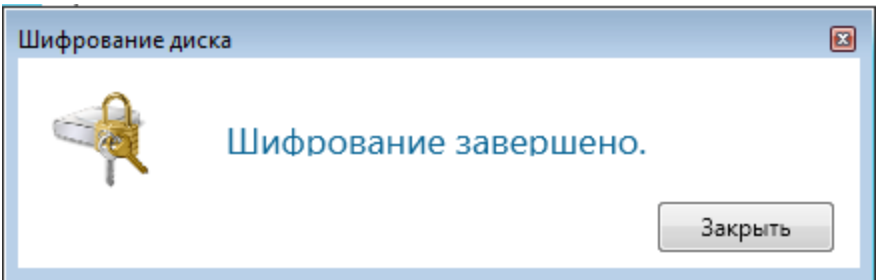 Шифрование диска
Шифрование завершено.
Закрыть